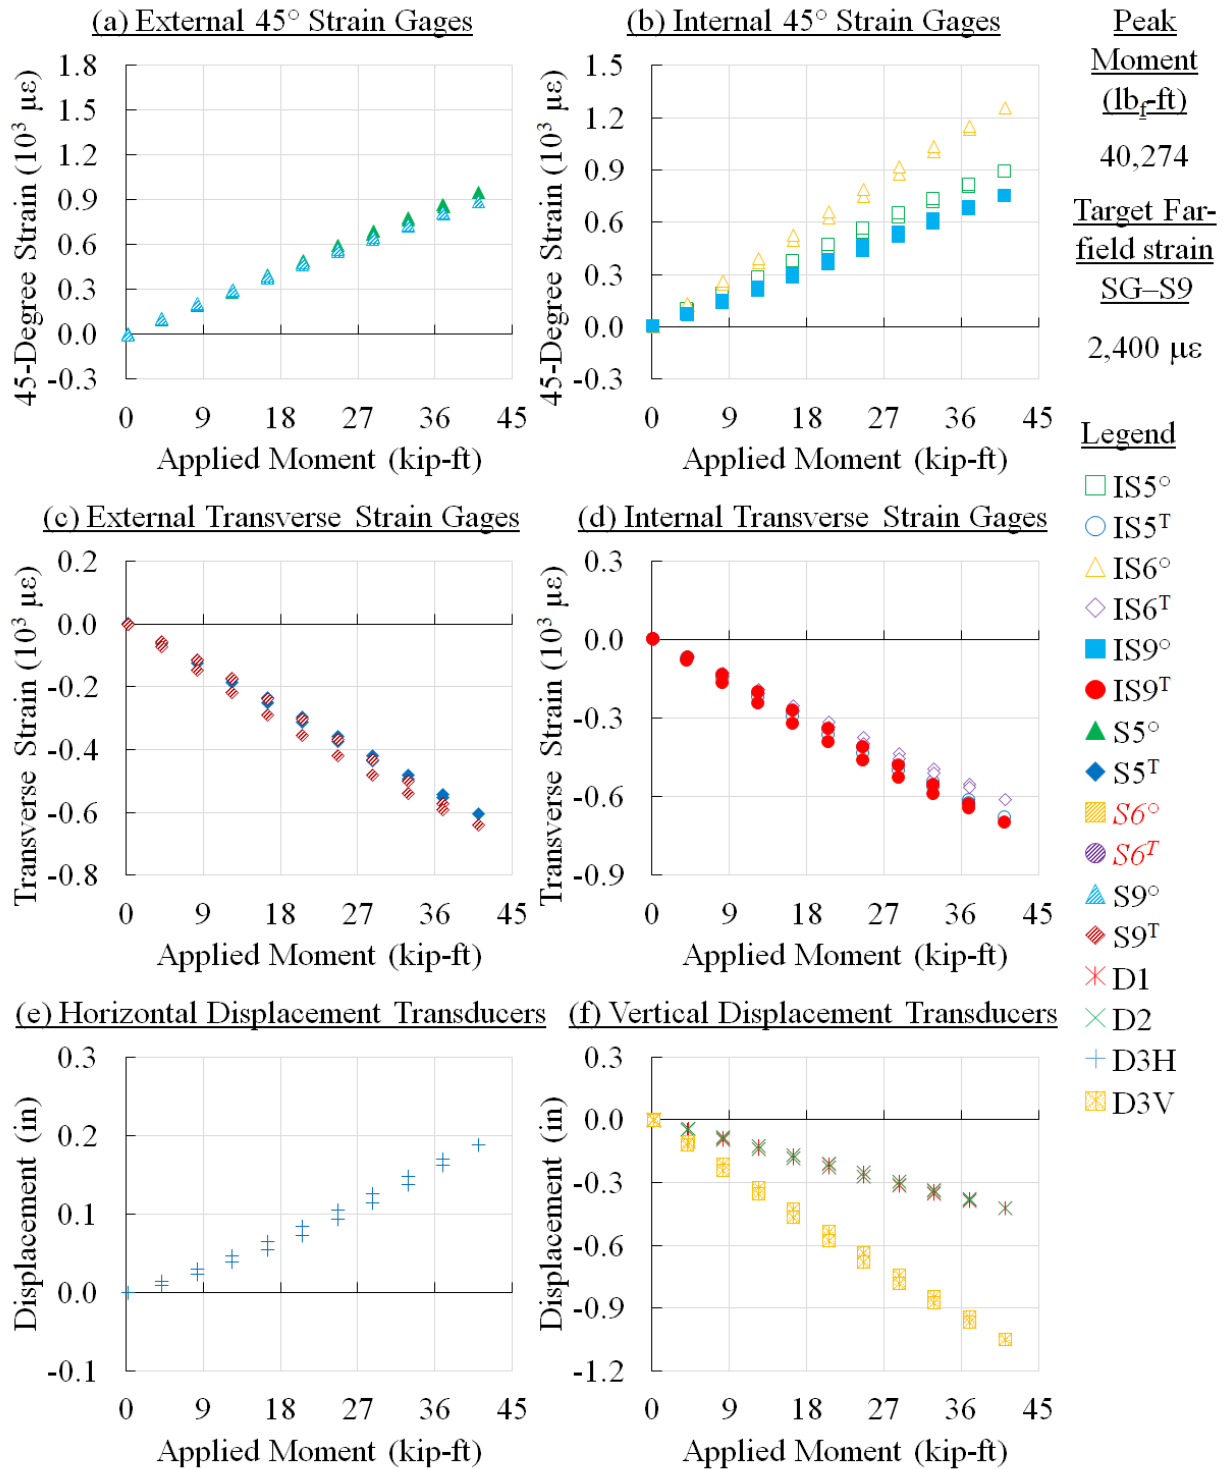 (a) External 45° Strain Gages
45-Degree Strain (10³ με)
1.8
1.5
1.2
0.9
0.6
0.3
0.0
-0.3
0 9 18 27 36 45
Applied Moment (kip-ft)
(b) Internal 45° Strain Gages
45-Degree Strain (10³ με)
1.5
1.2
0.9
0.6
0.3
0.0
-0.3
0 9 18 27 36 45
Applied Moment (kip-ft)
Peak
Moment
(lb_f-ft)
40,274
Target Far-
field strain
SG–S9
2,400 με
(c) External Transverse Strain Gages
Transverse Strain (10³ με)
0.2
0.0
-0.2
-0.4
-0.6
-0.8
0 9 18 27 36 45
Applied Moment (kip-ft)
(d) Internal Transverse Strain Gages
Transverse Strain (10³ με)
0.3
0.0
-0.3
-0.6
-0.9
0 9 18 27 36 45
Applied Moment (kip-ft)
Legend
IS5°
IS5ᵀ
IS6°
IS6ᵀ
IS9°
IS9ᵀ
S5°
S5ᵀ
S6°
S6ᵀ
S9°
S9ᵀ
D1
D2
D3H
D3V
(e) Horizontal Displacement Transducers
Displacement (in)
0.3
0.2
0.1
0.0
-0.1
0 9 18 27 36 45
Applied Moment (kip-ft)
(f) Vertical Displacement Transducers
Displacement (in)
0.3
0.0
-0.3
-0.6
-0.9
-1.2
0 9 18 27 36 45
Applied Moment (kip-ft)